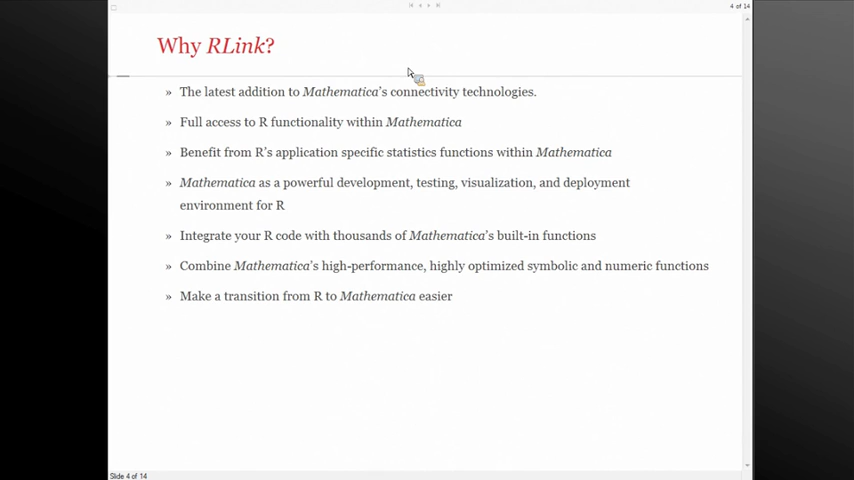 4 of 14
Why RLink?
» The latest addition to Mathematica's connectivity technologies.
» Full access to R functionality within Mathematica
» Benefit from R's application specific statistics functions within Mathematica
» Mathematica as a powerful development, testing, visualization, and deployment
environment for R
» Integrate your R code with thousands of Mathematica's built-in functions
» Combine Mathematica's high-performance, highly optimized symbolic and numeric functions
» Make a transition from R to Mathematica easier
Slide 4 of 14